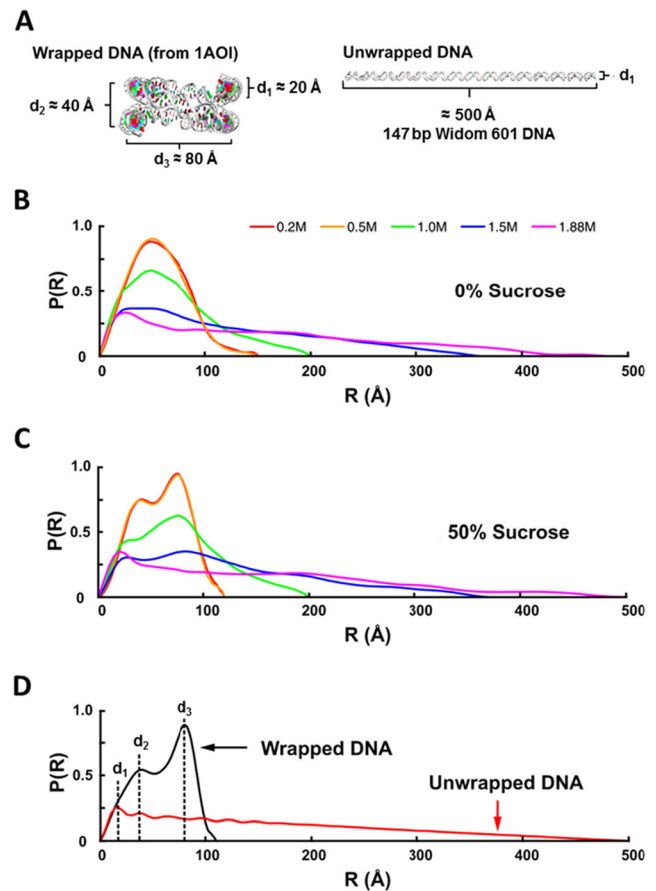 A
Wrapped DNA (from 1AOI)
Unwrapped DNA
d2 ≈ 40 Å
d1 ≈ 20 Å
d1
d3 ≈ 80 Å
≈ 500 Å
147 bp Widom 601 DNA
B
1.0
0.5
0
P(R)
0.2M 0.5M 1.0M 1.5M 1.88M
0% Sucrose
0 100 200 300 400 500
R (Å)
C
1.0
0.5
0
P(R)
50% Sucrose
0 100 200 300 400 500
R (Å)
D
1.0
0.5
0
P(R)
d1
d2
d3
Wrapped DNA
Unwrapped DNA
0 100 200 300 400 500
R (Å)